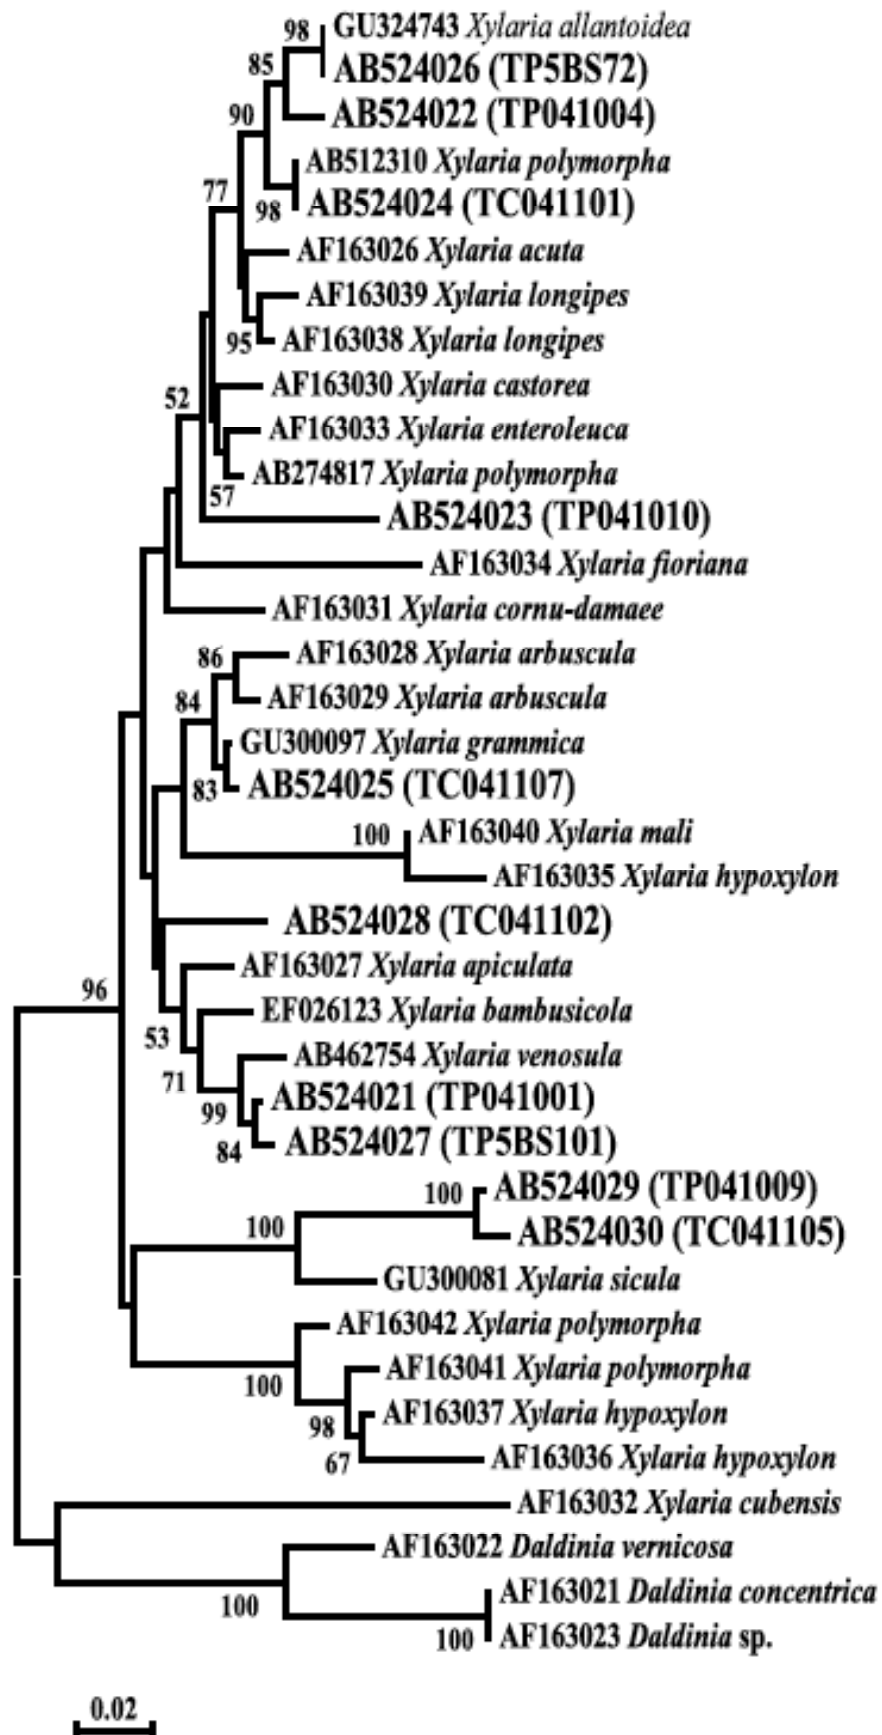 98
GU324743 Xylaria allantoidea
85
AB524026 (TP5BS72)
90
AB524022 (TP041004)
AB512310 Xylaria polymorpha
77
98
AB524024 (TC041101)
AF163026 Xylaria acuta
AF163039 Xylaria longipes
95
AF163038 Xylaria longipes
AF163030 Xylaria castorea
52
AF163033 Xylaria enteroleuca
AB274817 Xylaria polymorpha
57
AB524023 (TP041010)
AF163034 Xylaria fioriana
AF163031 Xylaria cornu-damaee
86
AF163028 Xylaria arbuscula
84
AF163029 Xylaria arbuscula
GU300097 Xylaria grammica
83
AB524025 (TC041107)
100
AF163040 Xylaria mali
AF163035 Xylaria hypoxylon
AB524028 (TC041102)
AF163027 Xylaria apiculata
96
EF026123 Xylaria bambusicola
53
AB462754 Xylaria venosula
71
AB524021 (TP041001)
99
AB524027 (TP5BS101)
84
100
AB524029 (TP041009)
100
AB524030 (TC041105)
GU300081 Xylaria sicula
AF163042 Xylaria polymorpha
AF163041 Xylaria polymorpha
100
AF163037 Xylaria hypoxylon
98
AF163036 Xylaria hypoxylon
67
AF163032 Xylaria cubensis
AF163022 Daldinia vernicosa
AF163021 Daldinia concentrica
100
AF163023 Daldinia sp.
100
0.02